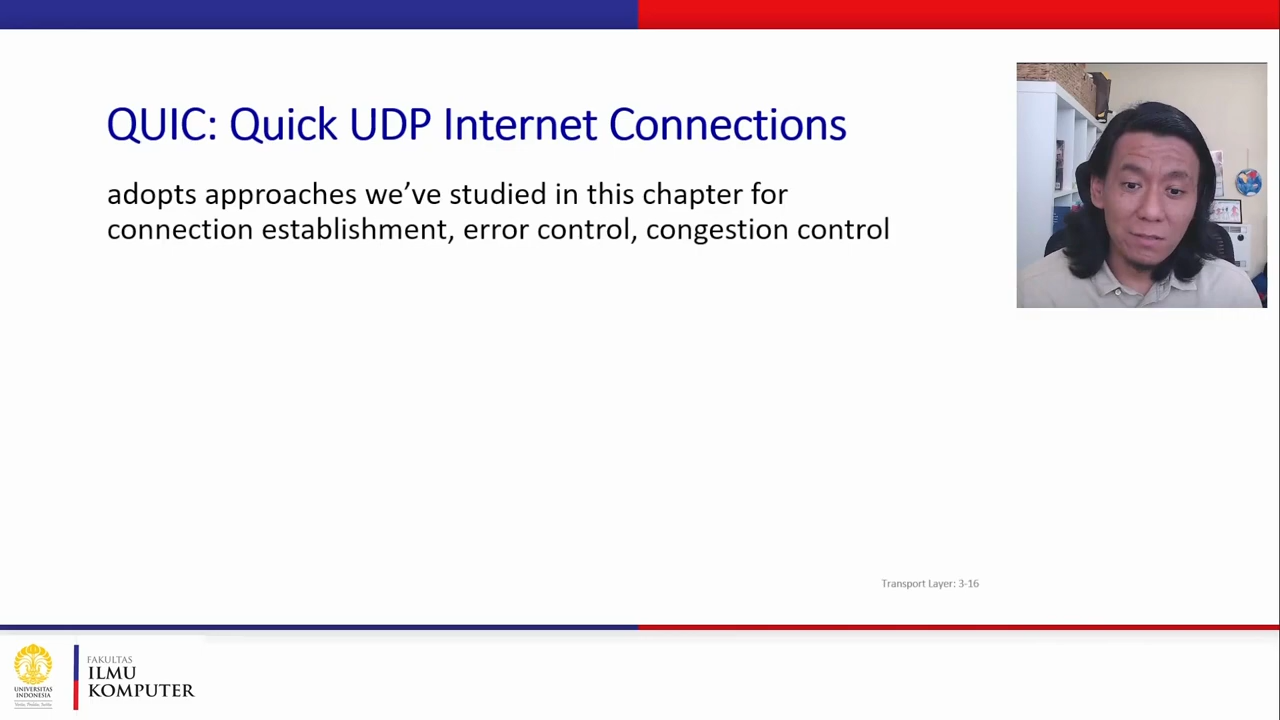 QUIC: Quick UDP Internet Connections
adopts approaches we’ve studied in this chapter for
connection establishment, error control, congestion control
Transport Layer: 3-16
UNIVERSITAS
INDONESIA
FAKULTAS
ILMU
KOMPUTER